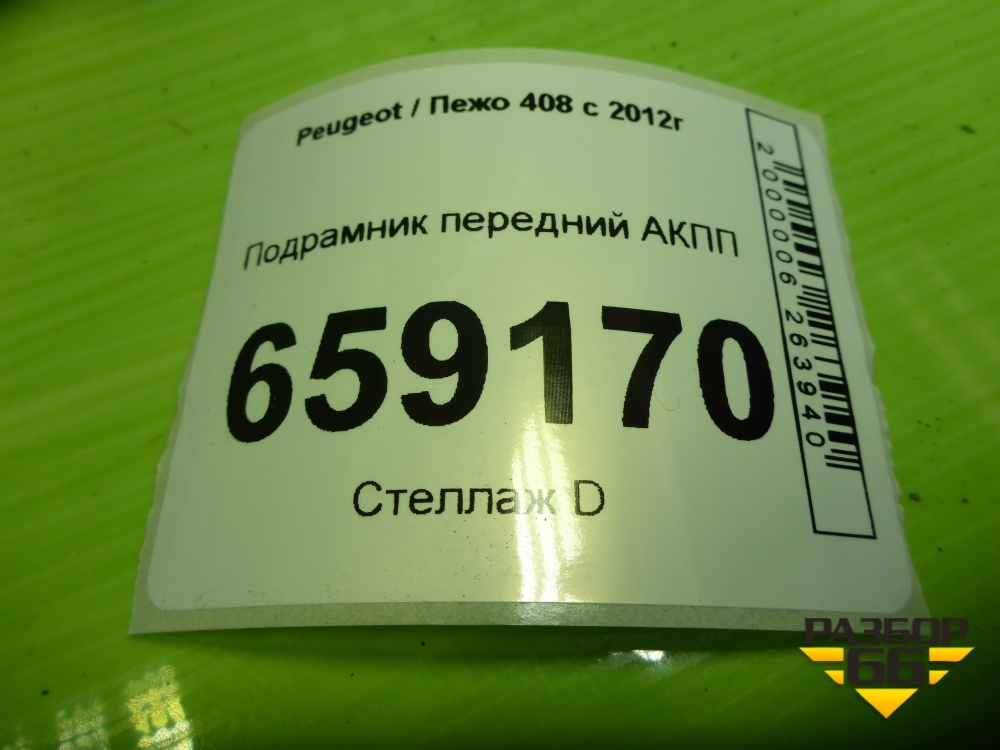 Peugeot / Пежо 408 с 2012г
Подрамник передний АКПП
659170
Стеллаж D
2000006263940
РАЗБОР
66